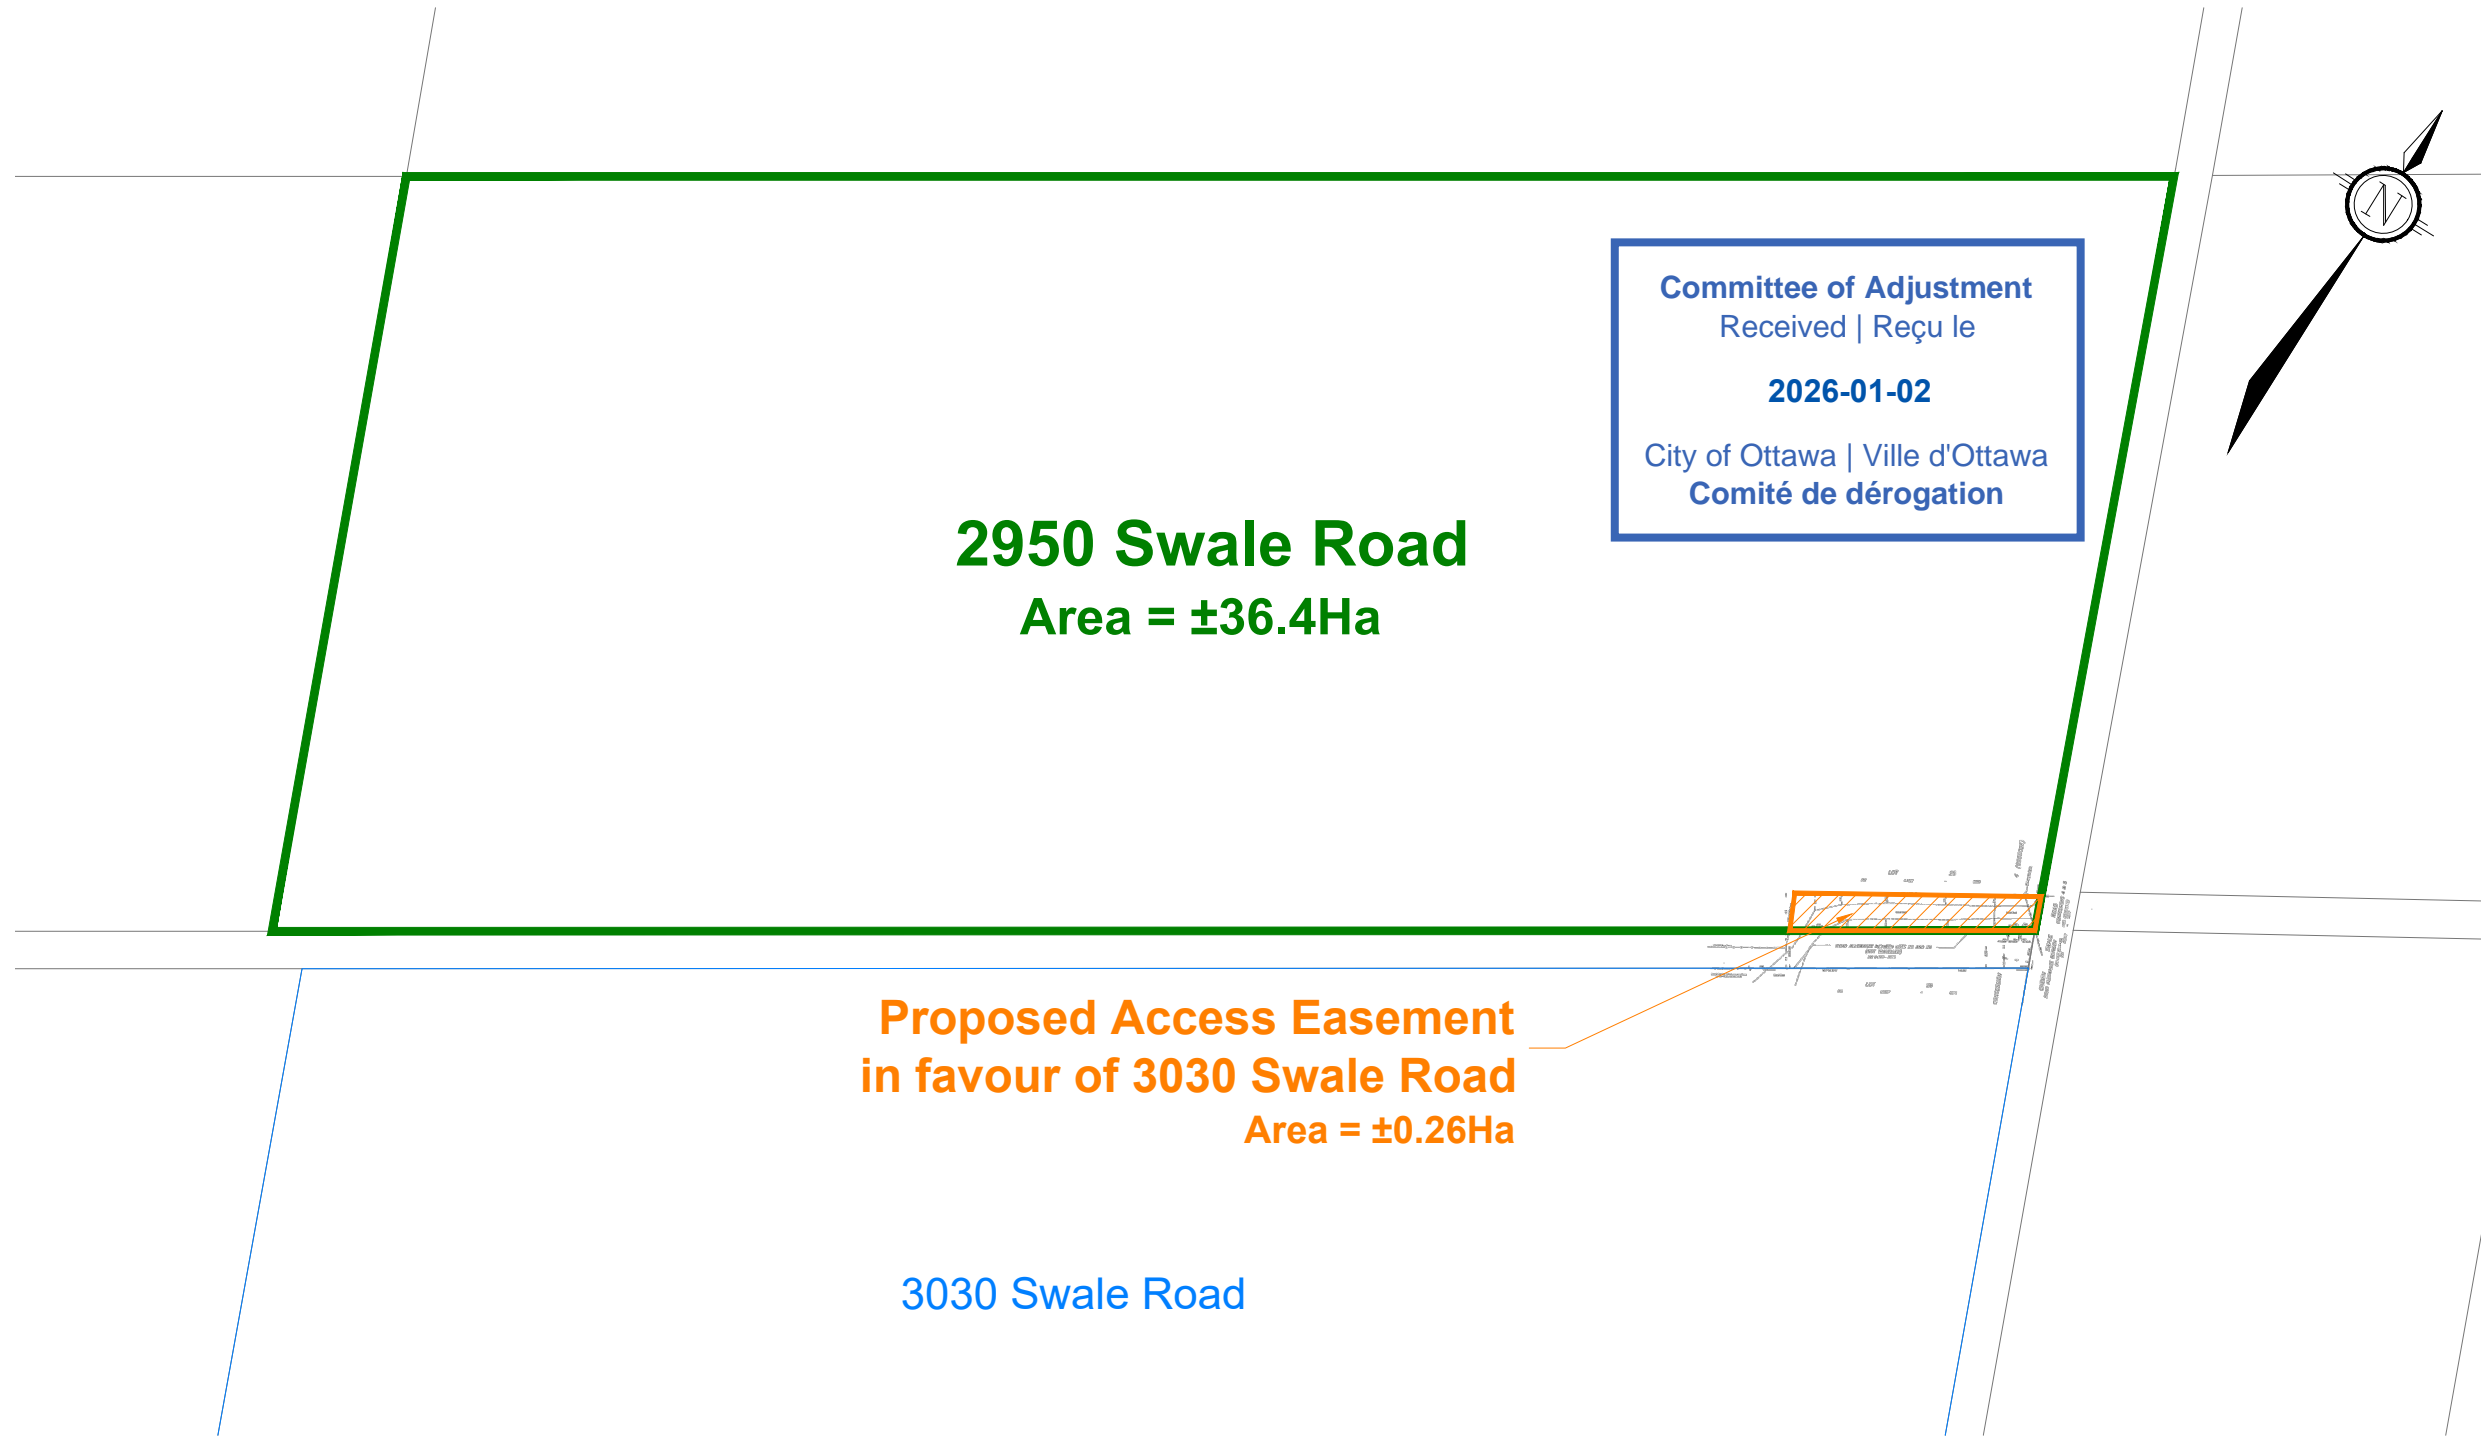 N
Committee of Adjustment
Received | Reçu le
2026-01-02
City of Ottawa | Ville d'Ottawa
Comité de dérogation
2950 Swale Road
Area = ±36.4Ha
LOT 25
Proposed Access Easement
in favour of 3030 Swale Road
Area = ±0.26Ha
3030 Swale Road